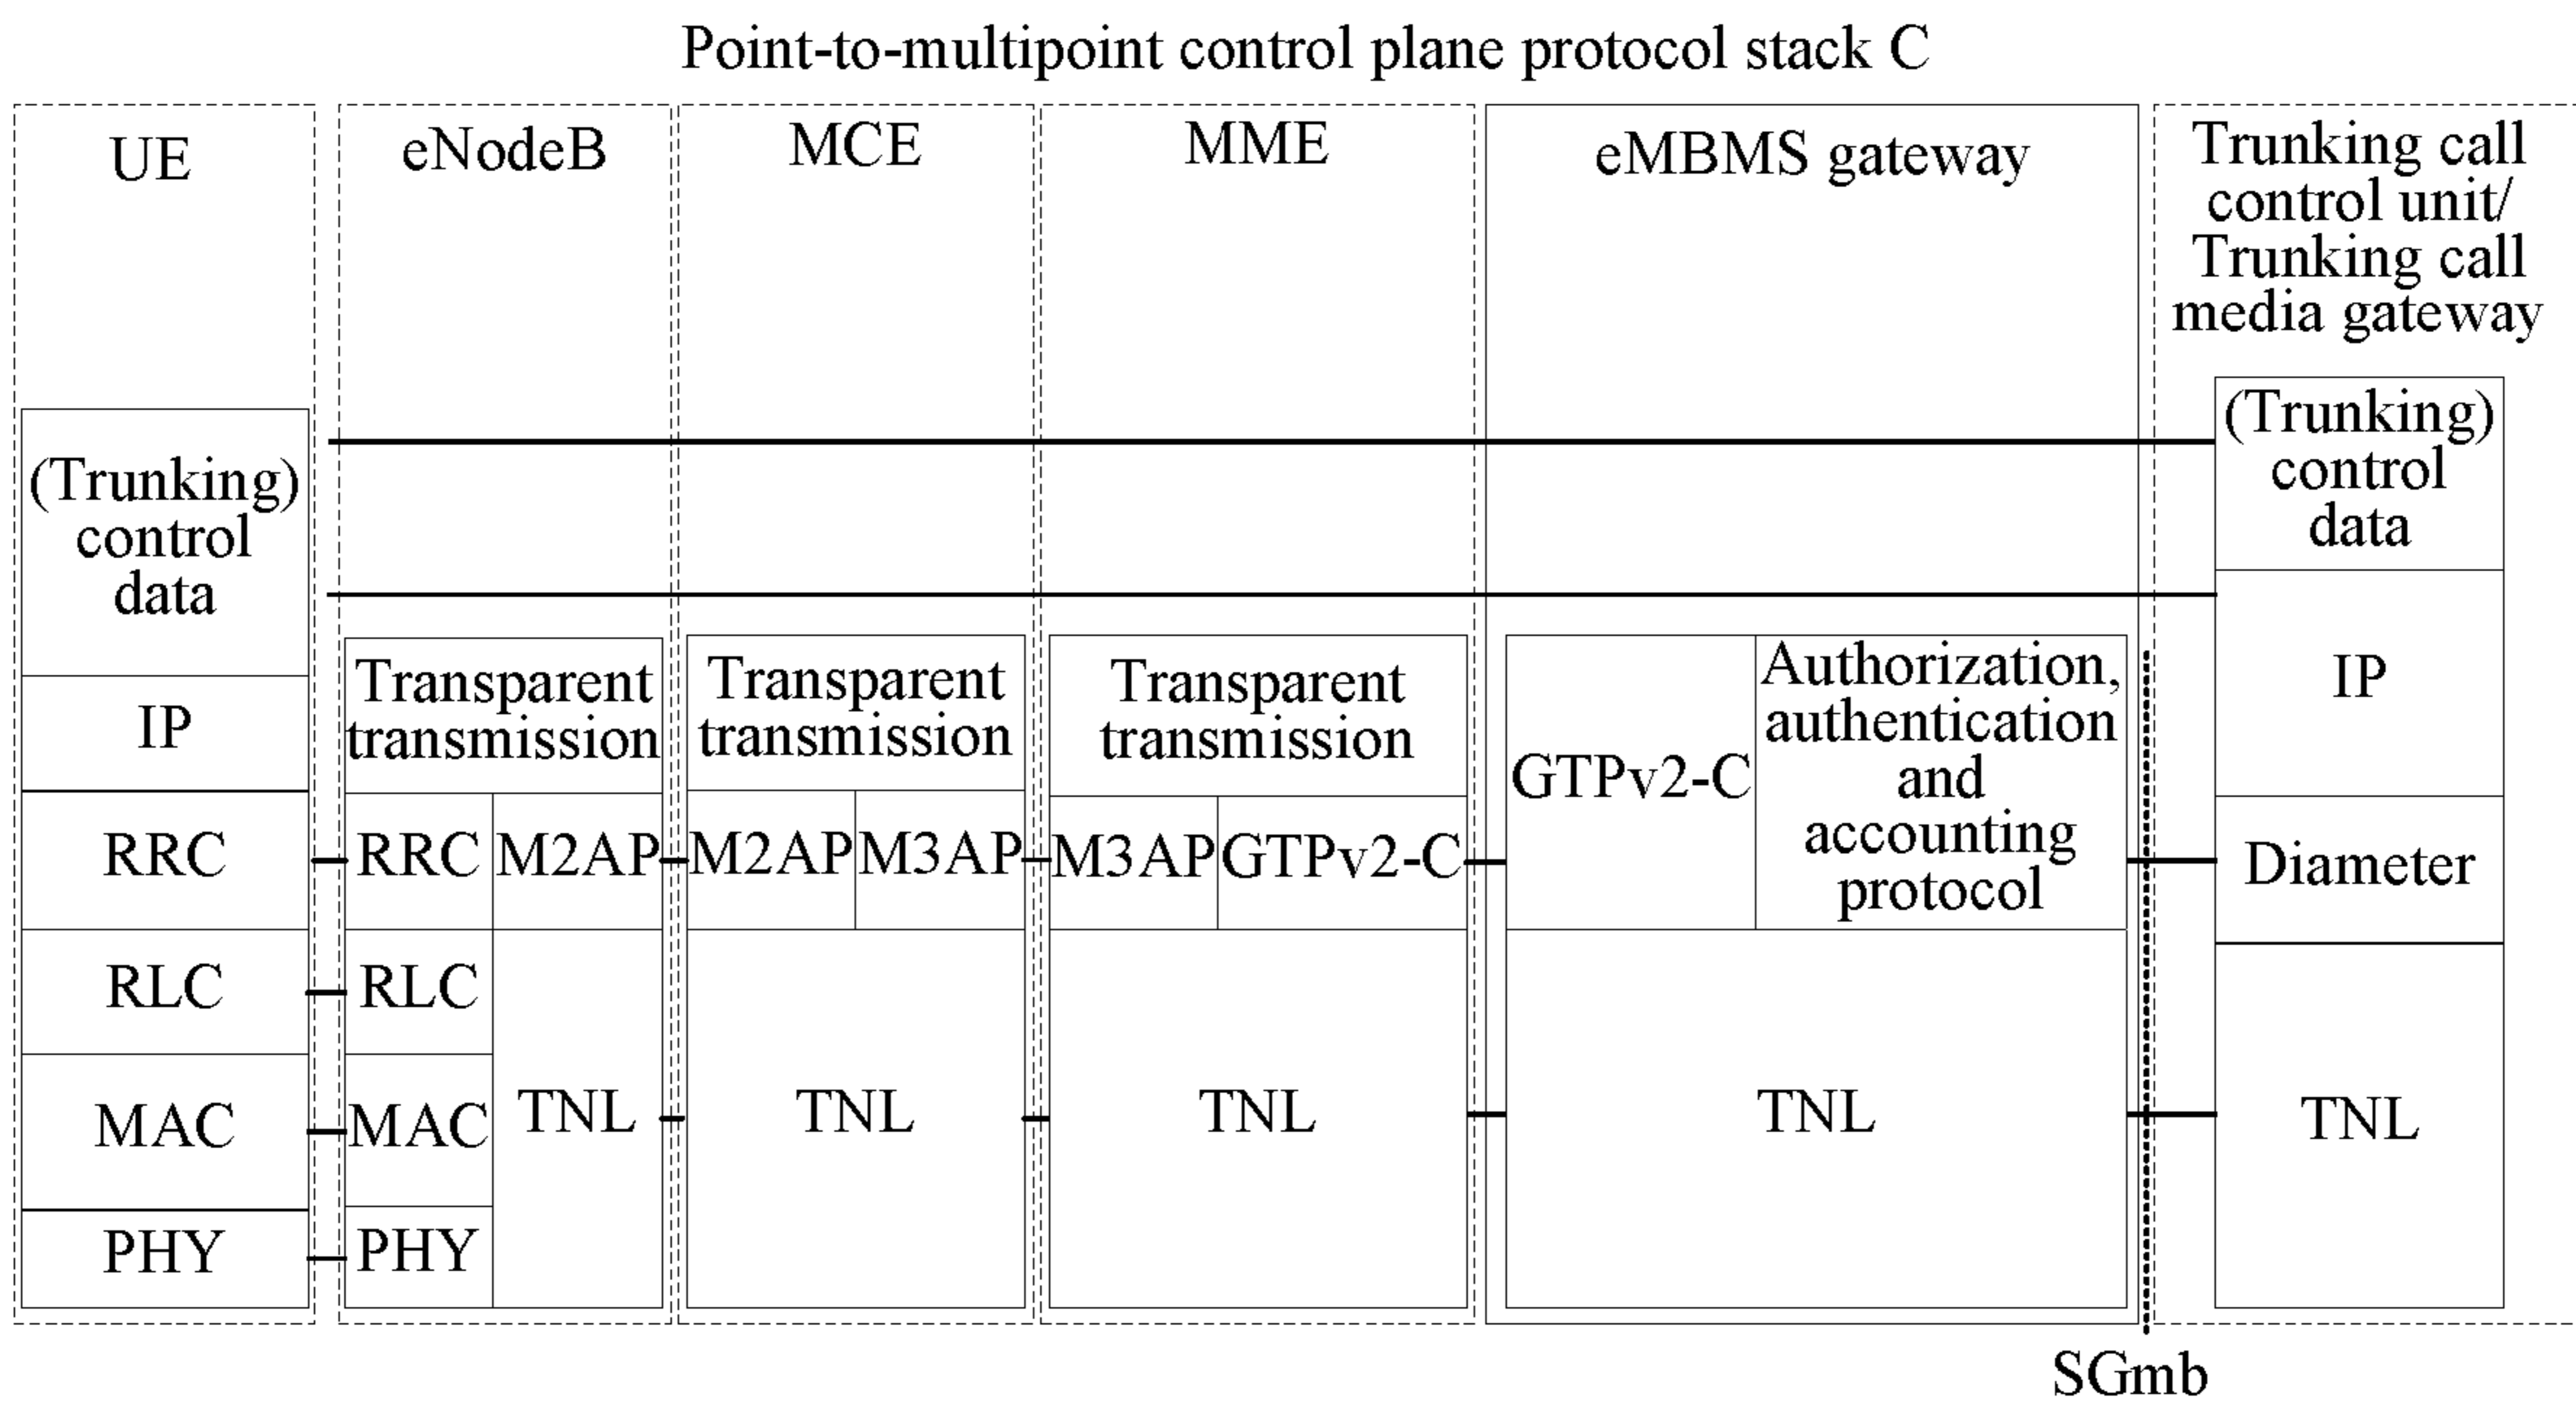 Point-to-multipoint control plane protocol stack C
UE
(Trunking)
control
data
IP
RRC
RLC
MAC
PHY
eNodeB
Transparent
transmission
RRC
M2AP
RLC
MAC
PHY
TNL
MCE
Transparent
transmission
M2AP
M3AP
TNL
MME
Transparent
transmission
M3AP
GTPv2-C
TNL
eMBMS gateway
GTPv2-C
Authorization,
authentication
and
accounting
protocol
TNL
Trunking call
control unit/
Trunking call
media gateway
(Trunking)
control
data
IP
Diameter
TNL
SGmb